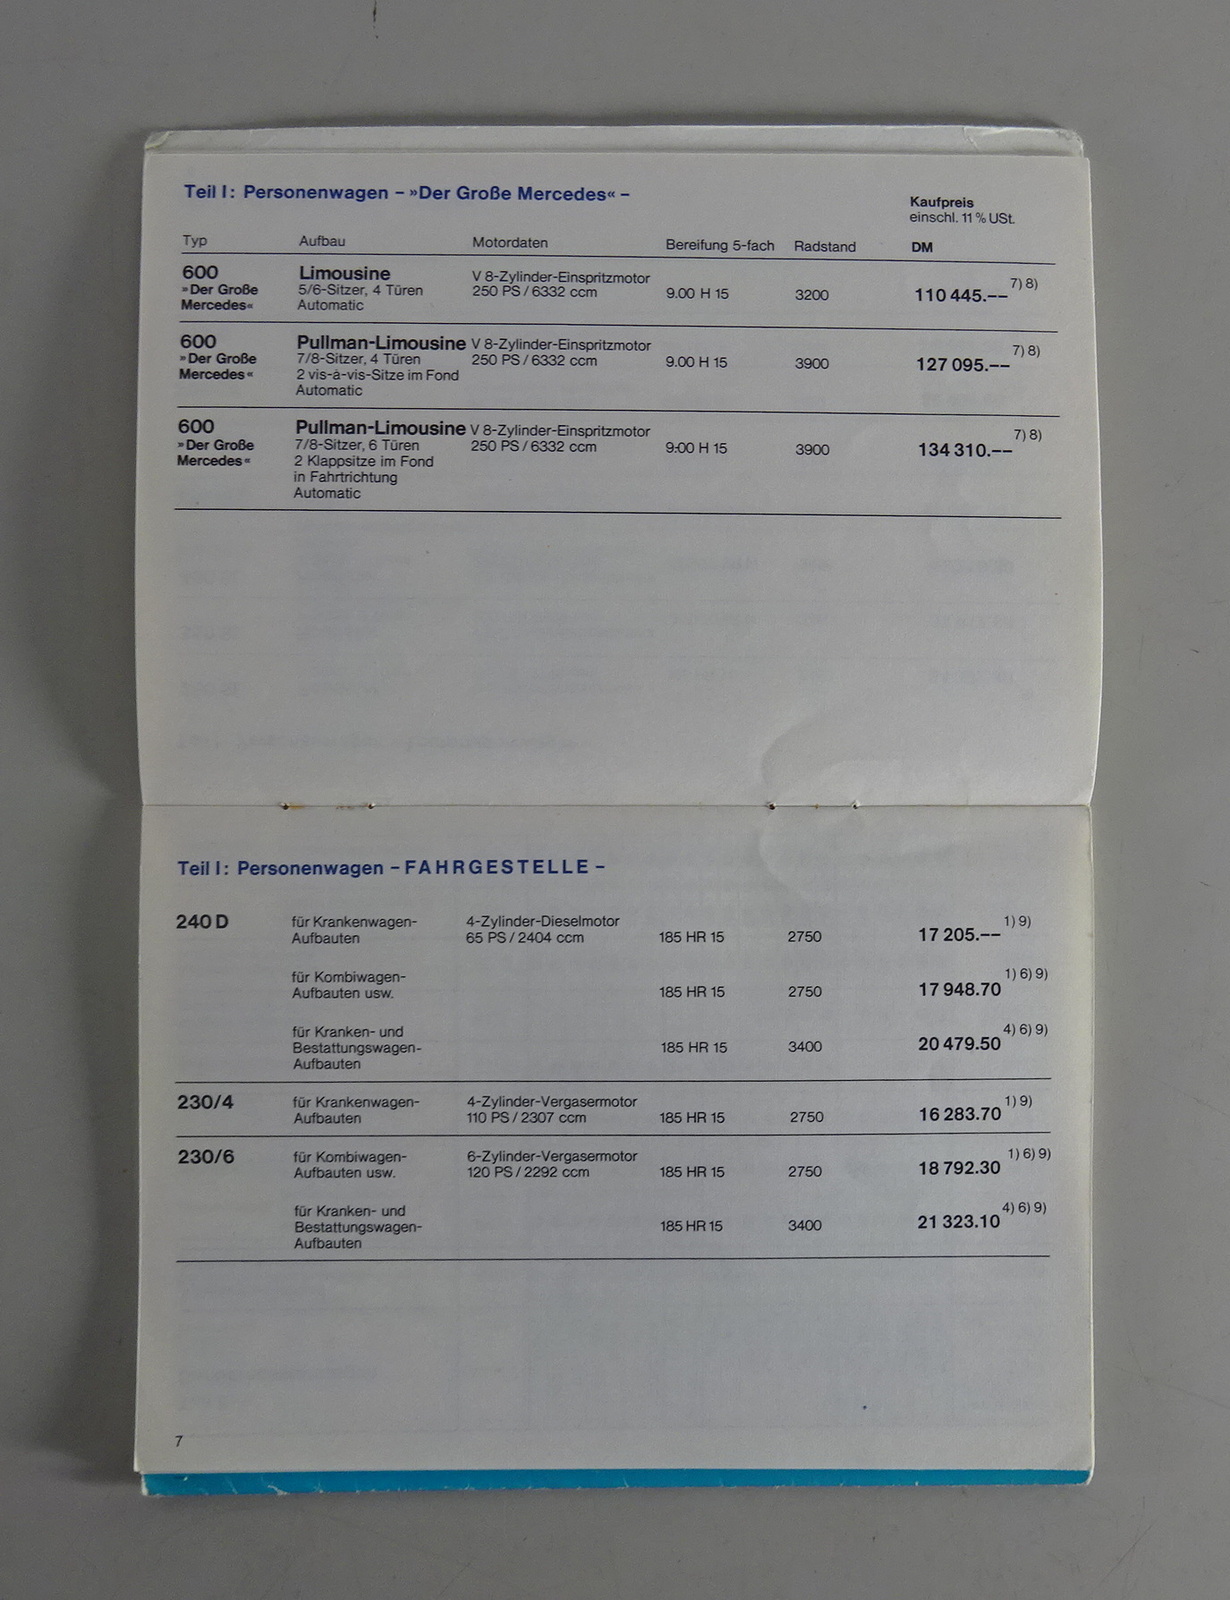 Teil I: Personenwagen – »Der Große Mercedes« –
Kaufpreis
einschl. 11 % USt.
Typ Aufbau Motordaten Bereifung 5-fach Radstand DM
600 Limousine V 8-Zylinder-Einspritzmotor
»Der Große 5/6-Sitzer, 4 Türen 250 PS / 6332 ccm 9.00 H 15 3200 110 445.–– 7) 8)
Mercedes« Automatic
600 Pullman-Limousine V 8-Zylinder-Einspritzmotor
»Der Große 7/8-Sitzer, 4 Türen 250 PS / 6332 ccm 9.00 H 15 3900 127 095.–– 7) 8)
Mercedes« 2 vis-à-vis-Sitze im Fond
Automatic
600 Pullman-Limousine V 8-Zylinder-Einspritzmotor
»Der Große 7/8-Sitzer, 6 Türen 250 PS / 6332 ccm 9.00 H 15 3900 134 310.–– 7) 8)
Mercedes« 2 Klappsitze im Fond
in Fahrtrichtung
Automatic
Teil I: Personenwagen – FAHRGESTELLE –
240 D für Krankenwagen- 4-Zylinder-Dieselmotor
Aufbauten 65 PS / 2404 ccm 185 HR 15 2750 17 205.–– 1) 9)
für Kombiwagen-
Aufbauten usw. 185 HR 15 2750 17 948.70 1) 6) 9)
für Kranken- und
Bestattungswagen- 185 HR 15 3400 20 479.50 4) 6) 9)
Aufbauten
230/4 für Krankenwagen- 4-Zylinder-Vergasermotor
Aufbauten 110 PS / 2307 ccm 185 HR 15 2750 16 283.70 1) 9)
230/6 für Kombiwagen- 6-Zylinder-Vergasermotor
Aufbauten usw. 120 PS / 2292 ccm 185 HR 15 2750 18 792.30 1) 6) 9)
für Kranken- und
Bestattungswagen- 185 HR 15 3400 21 323.10 4) 6) 9)
Aufbauten
7